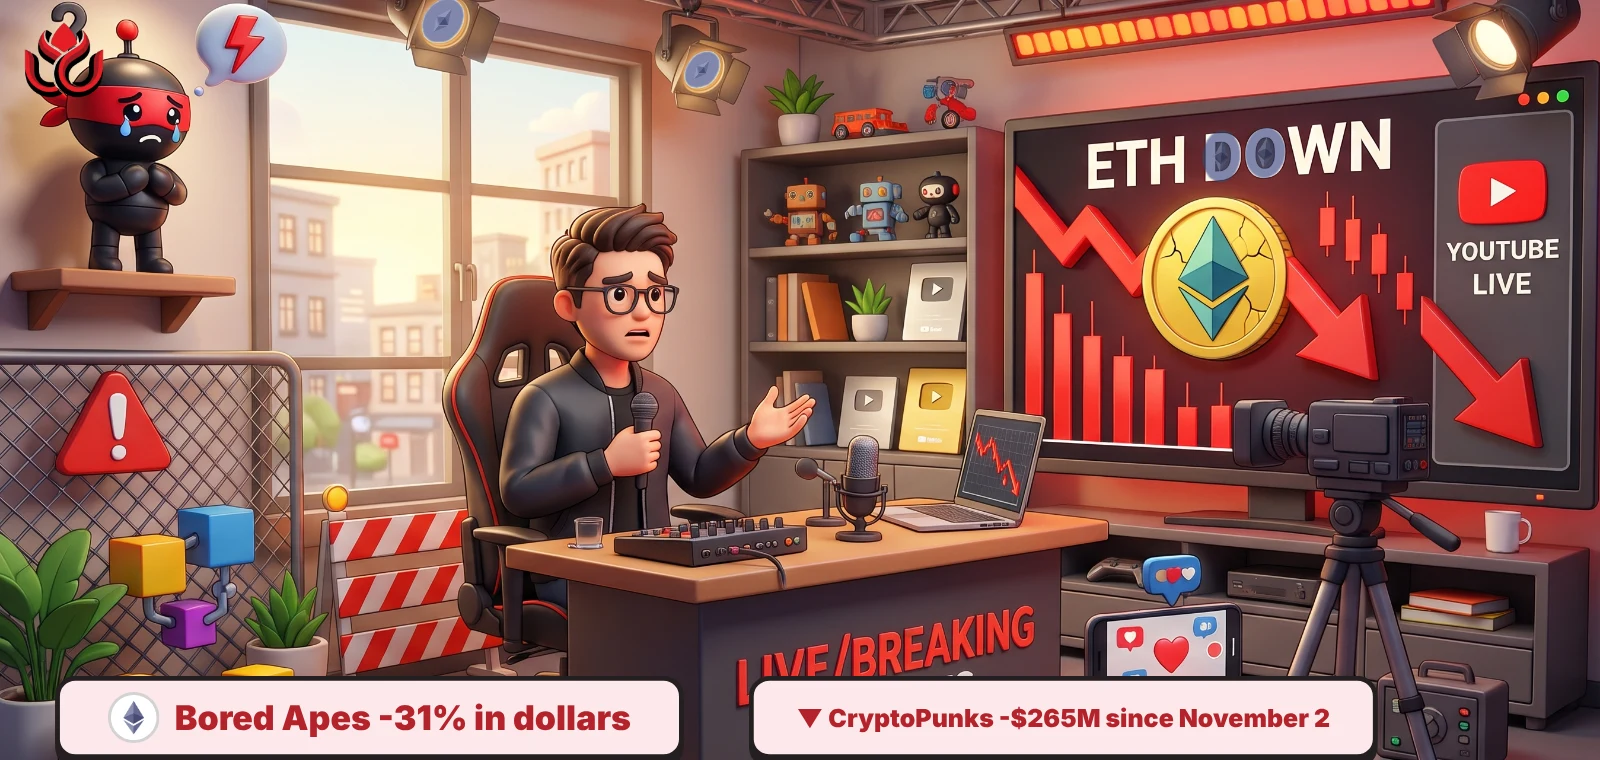 ETH DOWN
YOUTUBE
LIVE
LIVE/BREAKING
Bored Apes -31% in dollars
▼ CryptoPunks -$265M since November 2